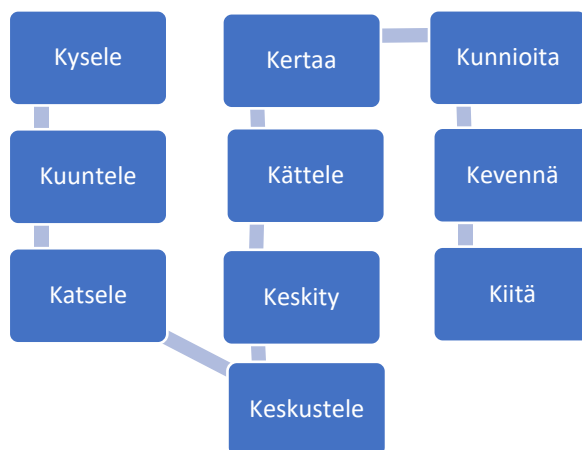 Kysele
Kuuntele
Katsele
Keskustele
Keskity
Kättele
Kertaa
Kunnioita
Kevennä
Kiitä